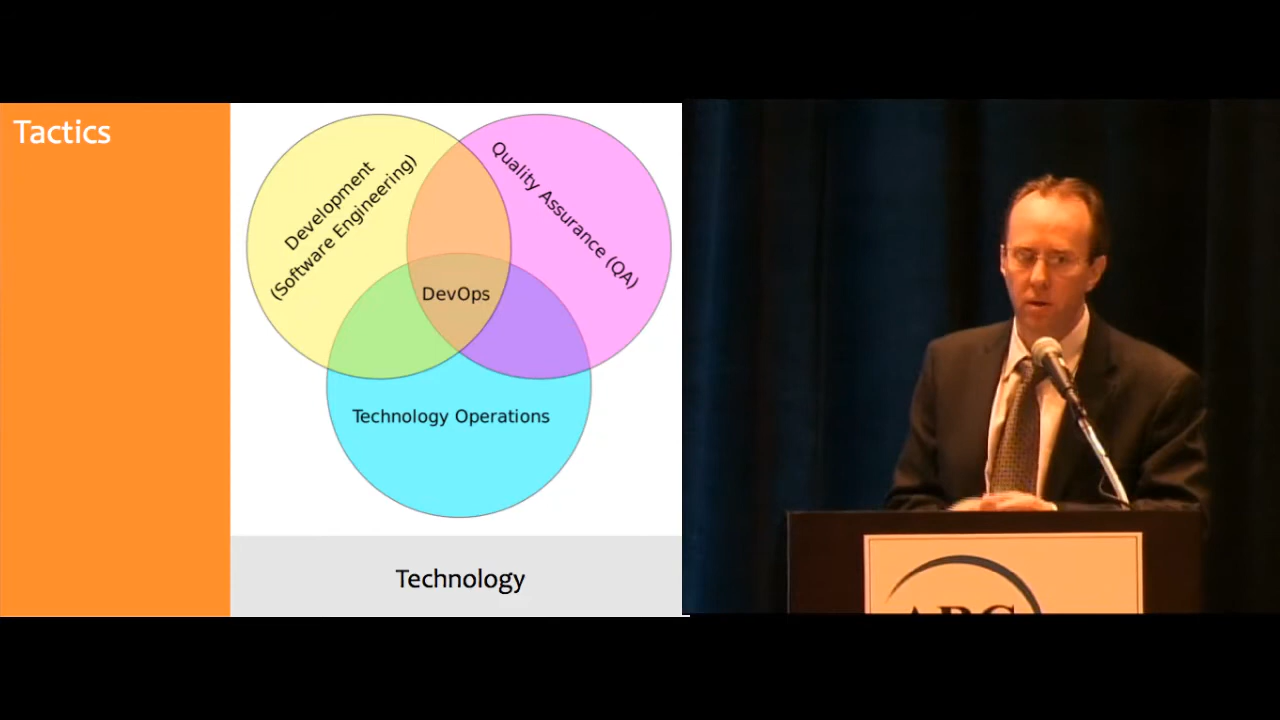 Tactics
Development
(Software Engineering)
Quality Assurance (QA)
DevOps
Technology Operations
Technology